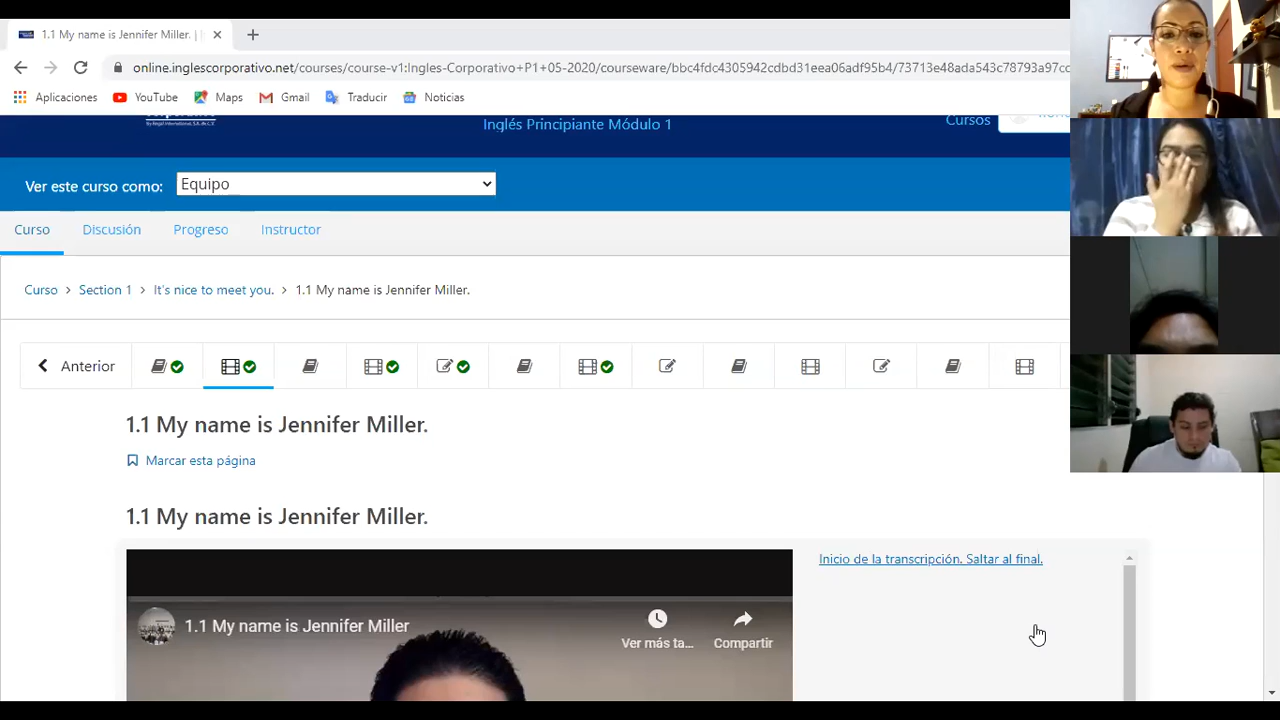 1.1 My name is Jennifer Miller. |
online.inglescorporativo.net/courses/course-v1:Ingles-Corporativo+P1+05-2020/courseware/
Aplicaciones YouTube Maps Gmail Traducir Noticias
Inglés Principiante Módulo 1 Cursos
Ver este curso como: Equipo
Curso Discusión Progreso Instructor
Curso > Section 1 > It's nice to meet you. > 1.1 My name is Jennifer Miller.
Anterior
1.1 My name is Jennifer Miller.
Marcar esta página
1.1 My name is Jennifer Miller.
Inicio de la transcripción. Saltar al final.
1.1 My name is Jennifer Miller
Ver más ta... Compartir